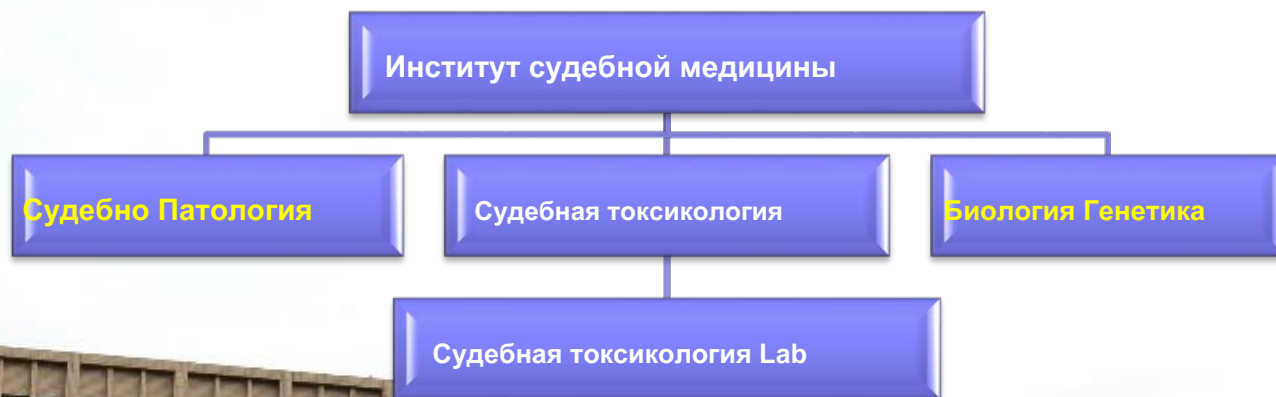 Институт судебной медицины
Судебно Патология
Судебная токсикология
Биология Генетика
Судебная токсикология Lab